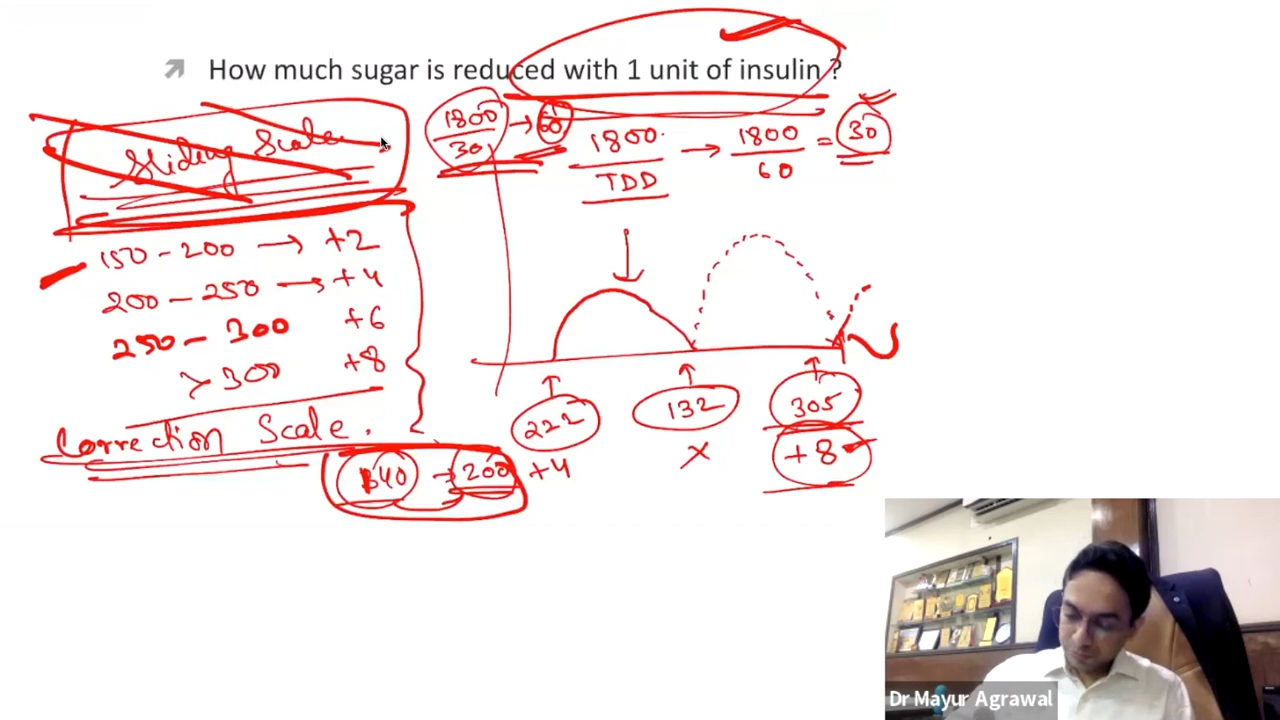 How much sugar is reduced with 1 unit of insulin ?
Sliding Scale
1800/30 → 60
1800/TDD → 1800/60 = 30
150 - 200 → +2
200 - 250 → +4
250 - 300 +6
> 300 +8
Correction Scale.
222 132 305
+4 x +8
140 - 200
Dr Mayur Agrawal